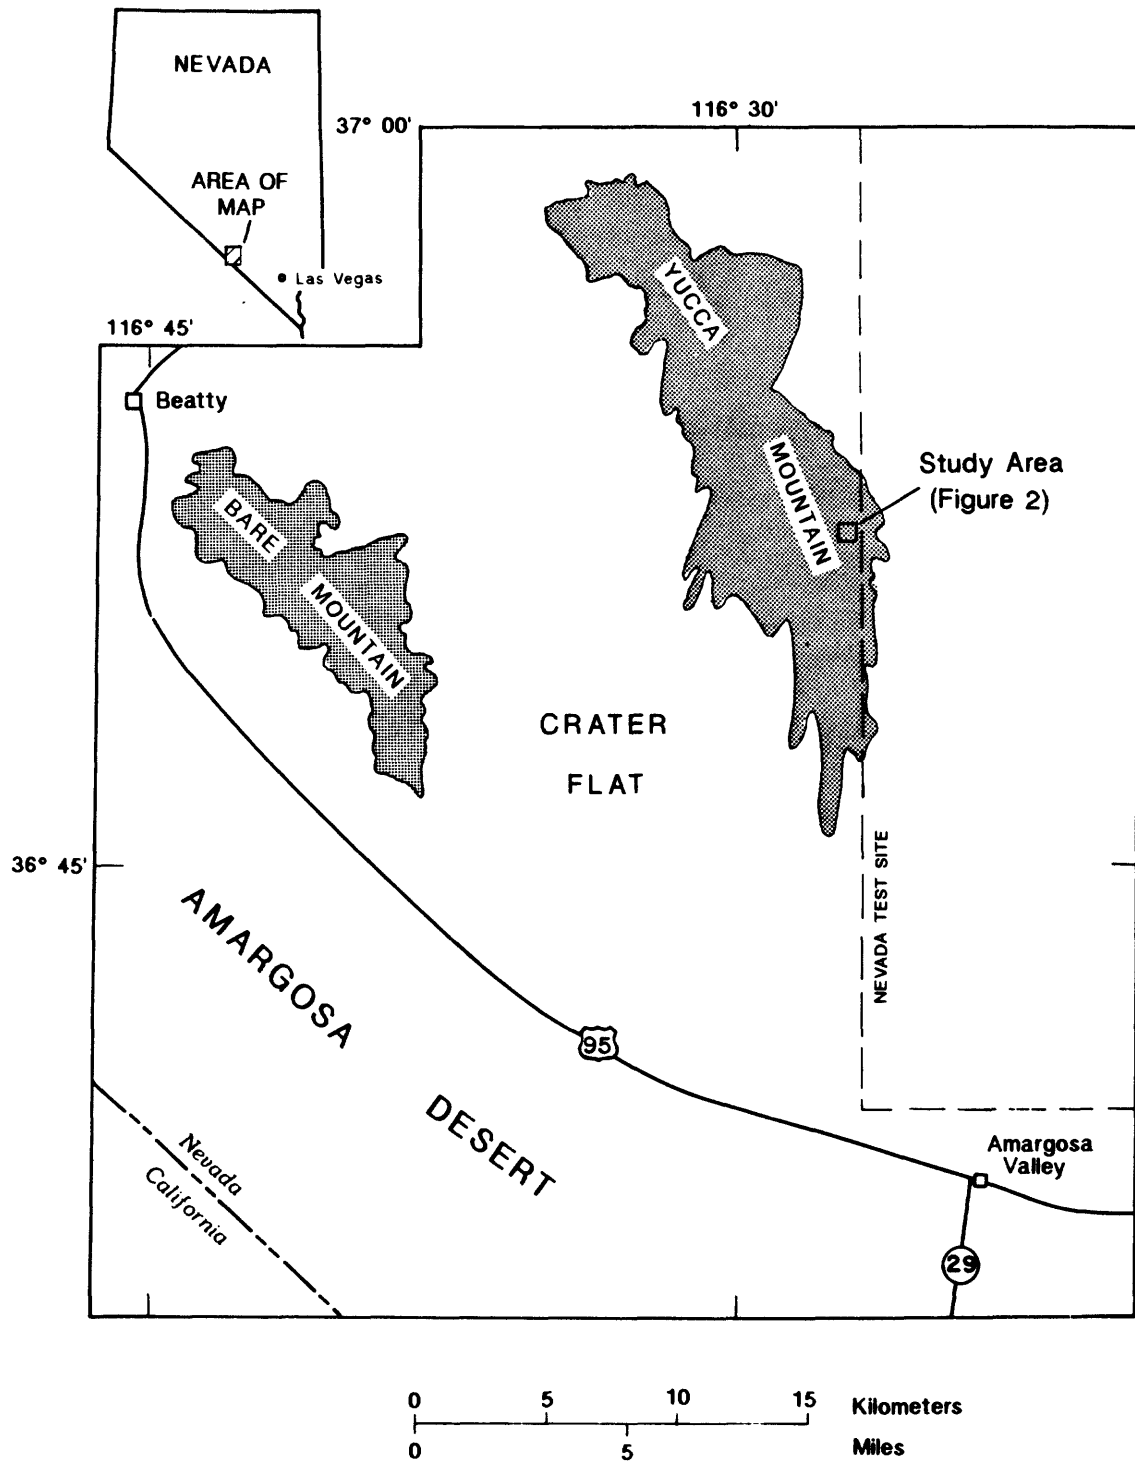 NEVADA
AREA OF
MAP
Las Vegas
37° 00'
116° 30'
116° 45'
Beatty
YUCCA
MOUNTAIN
Study Area
(Figure 2)
BARE
MOUNTAIN
CRATER
FLAT
36° 45'
NEVADA TEST SITE
AMARGOSA
DESERT
95
Nevada
California
Amargosa
Valley
29
0 5 10 15 Kilometers
0 5 Miles